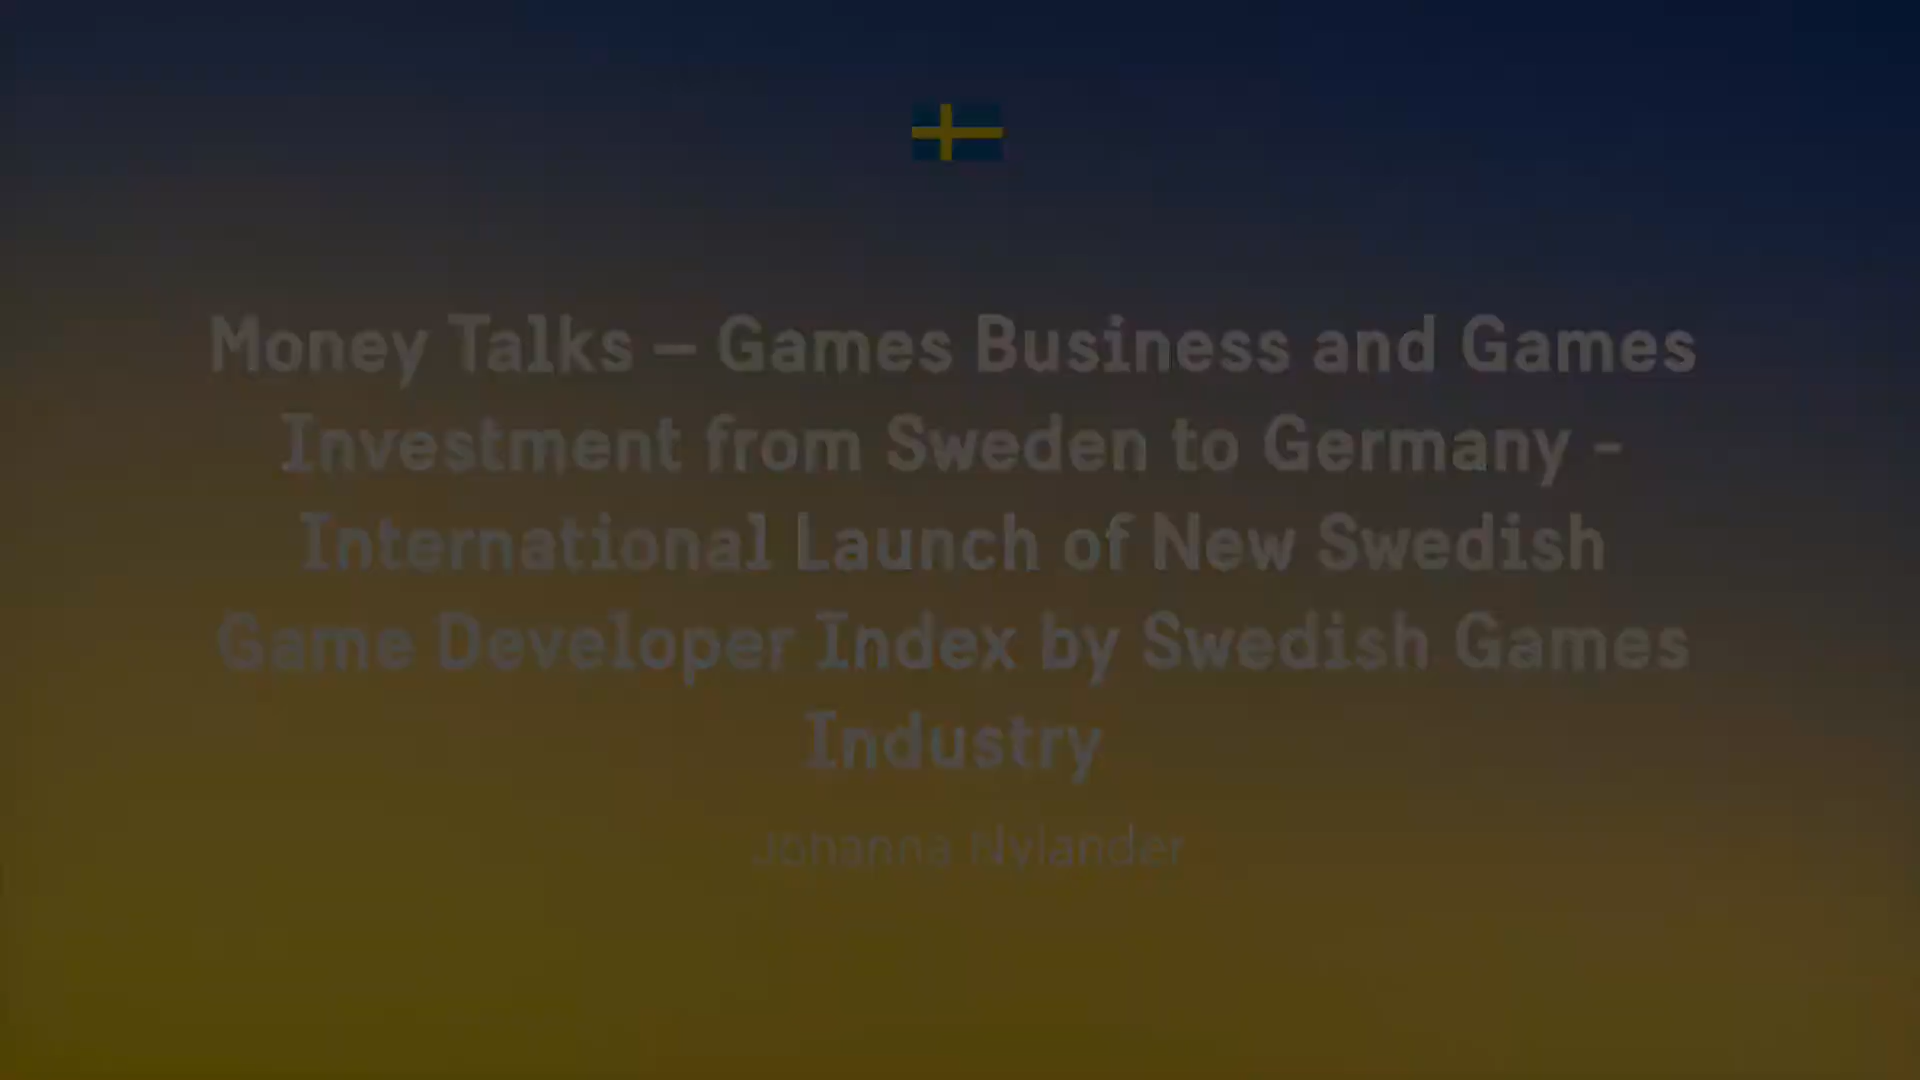 Money Talks – Games Business and Games
Investment from Sweden to Germany -
International Launch of New Swedish
Game Developer Index by Swedish Games
Industry
Johanna Nylander